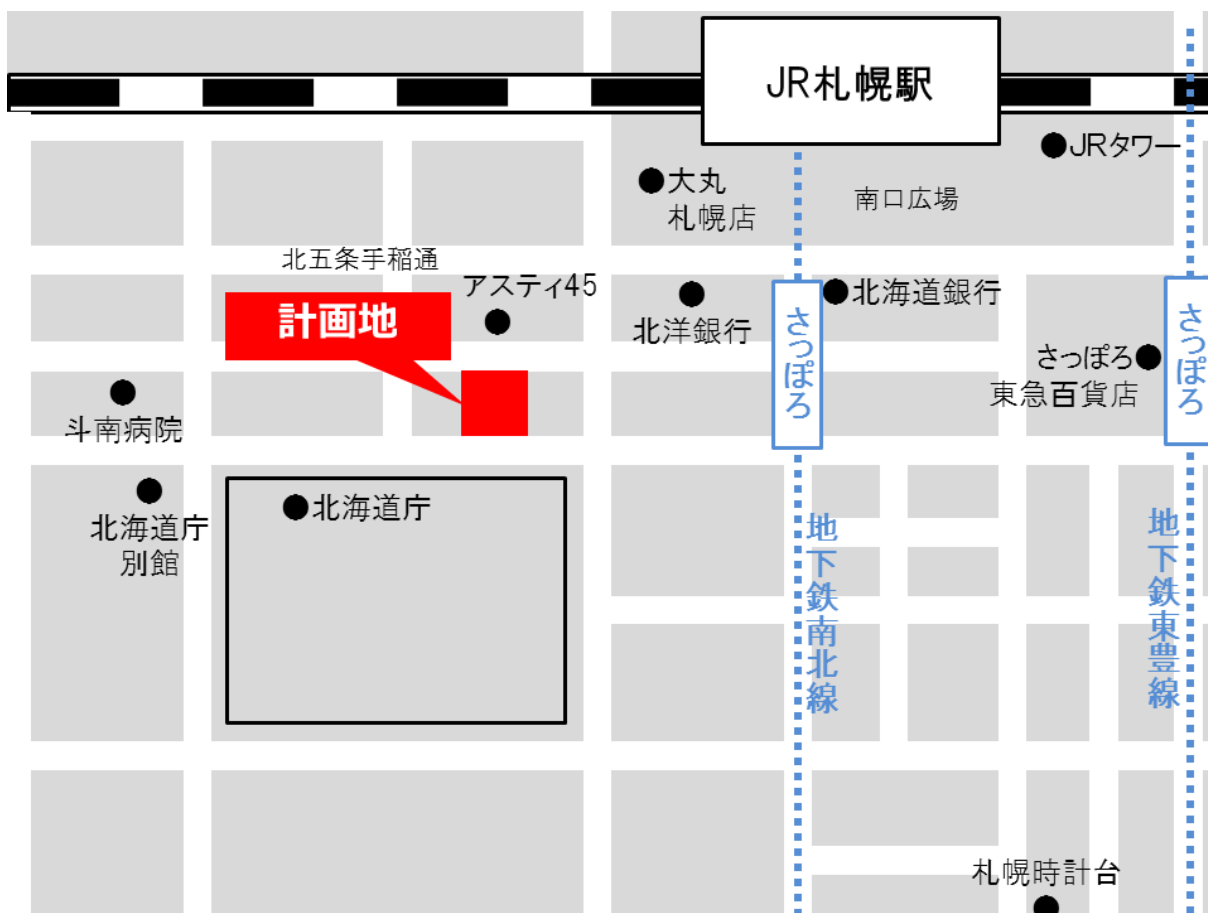 JR札幌駅
JRタワー
大丸
札幌店
南口広場
北五条手稲通
アスティ45
計画地
北洋銀行
北海道銀行
さっぽろ
さっぽろ
さっぽろ
東急百貨店
斗南病院
北海道庁
別館
北海道庁
地下鉄南北線
地下鉄東豊線
札幌時計台